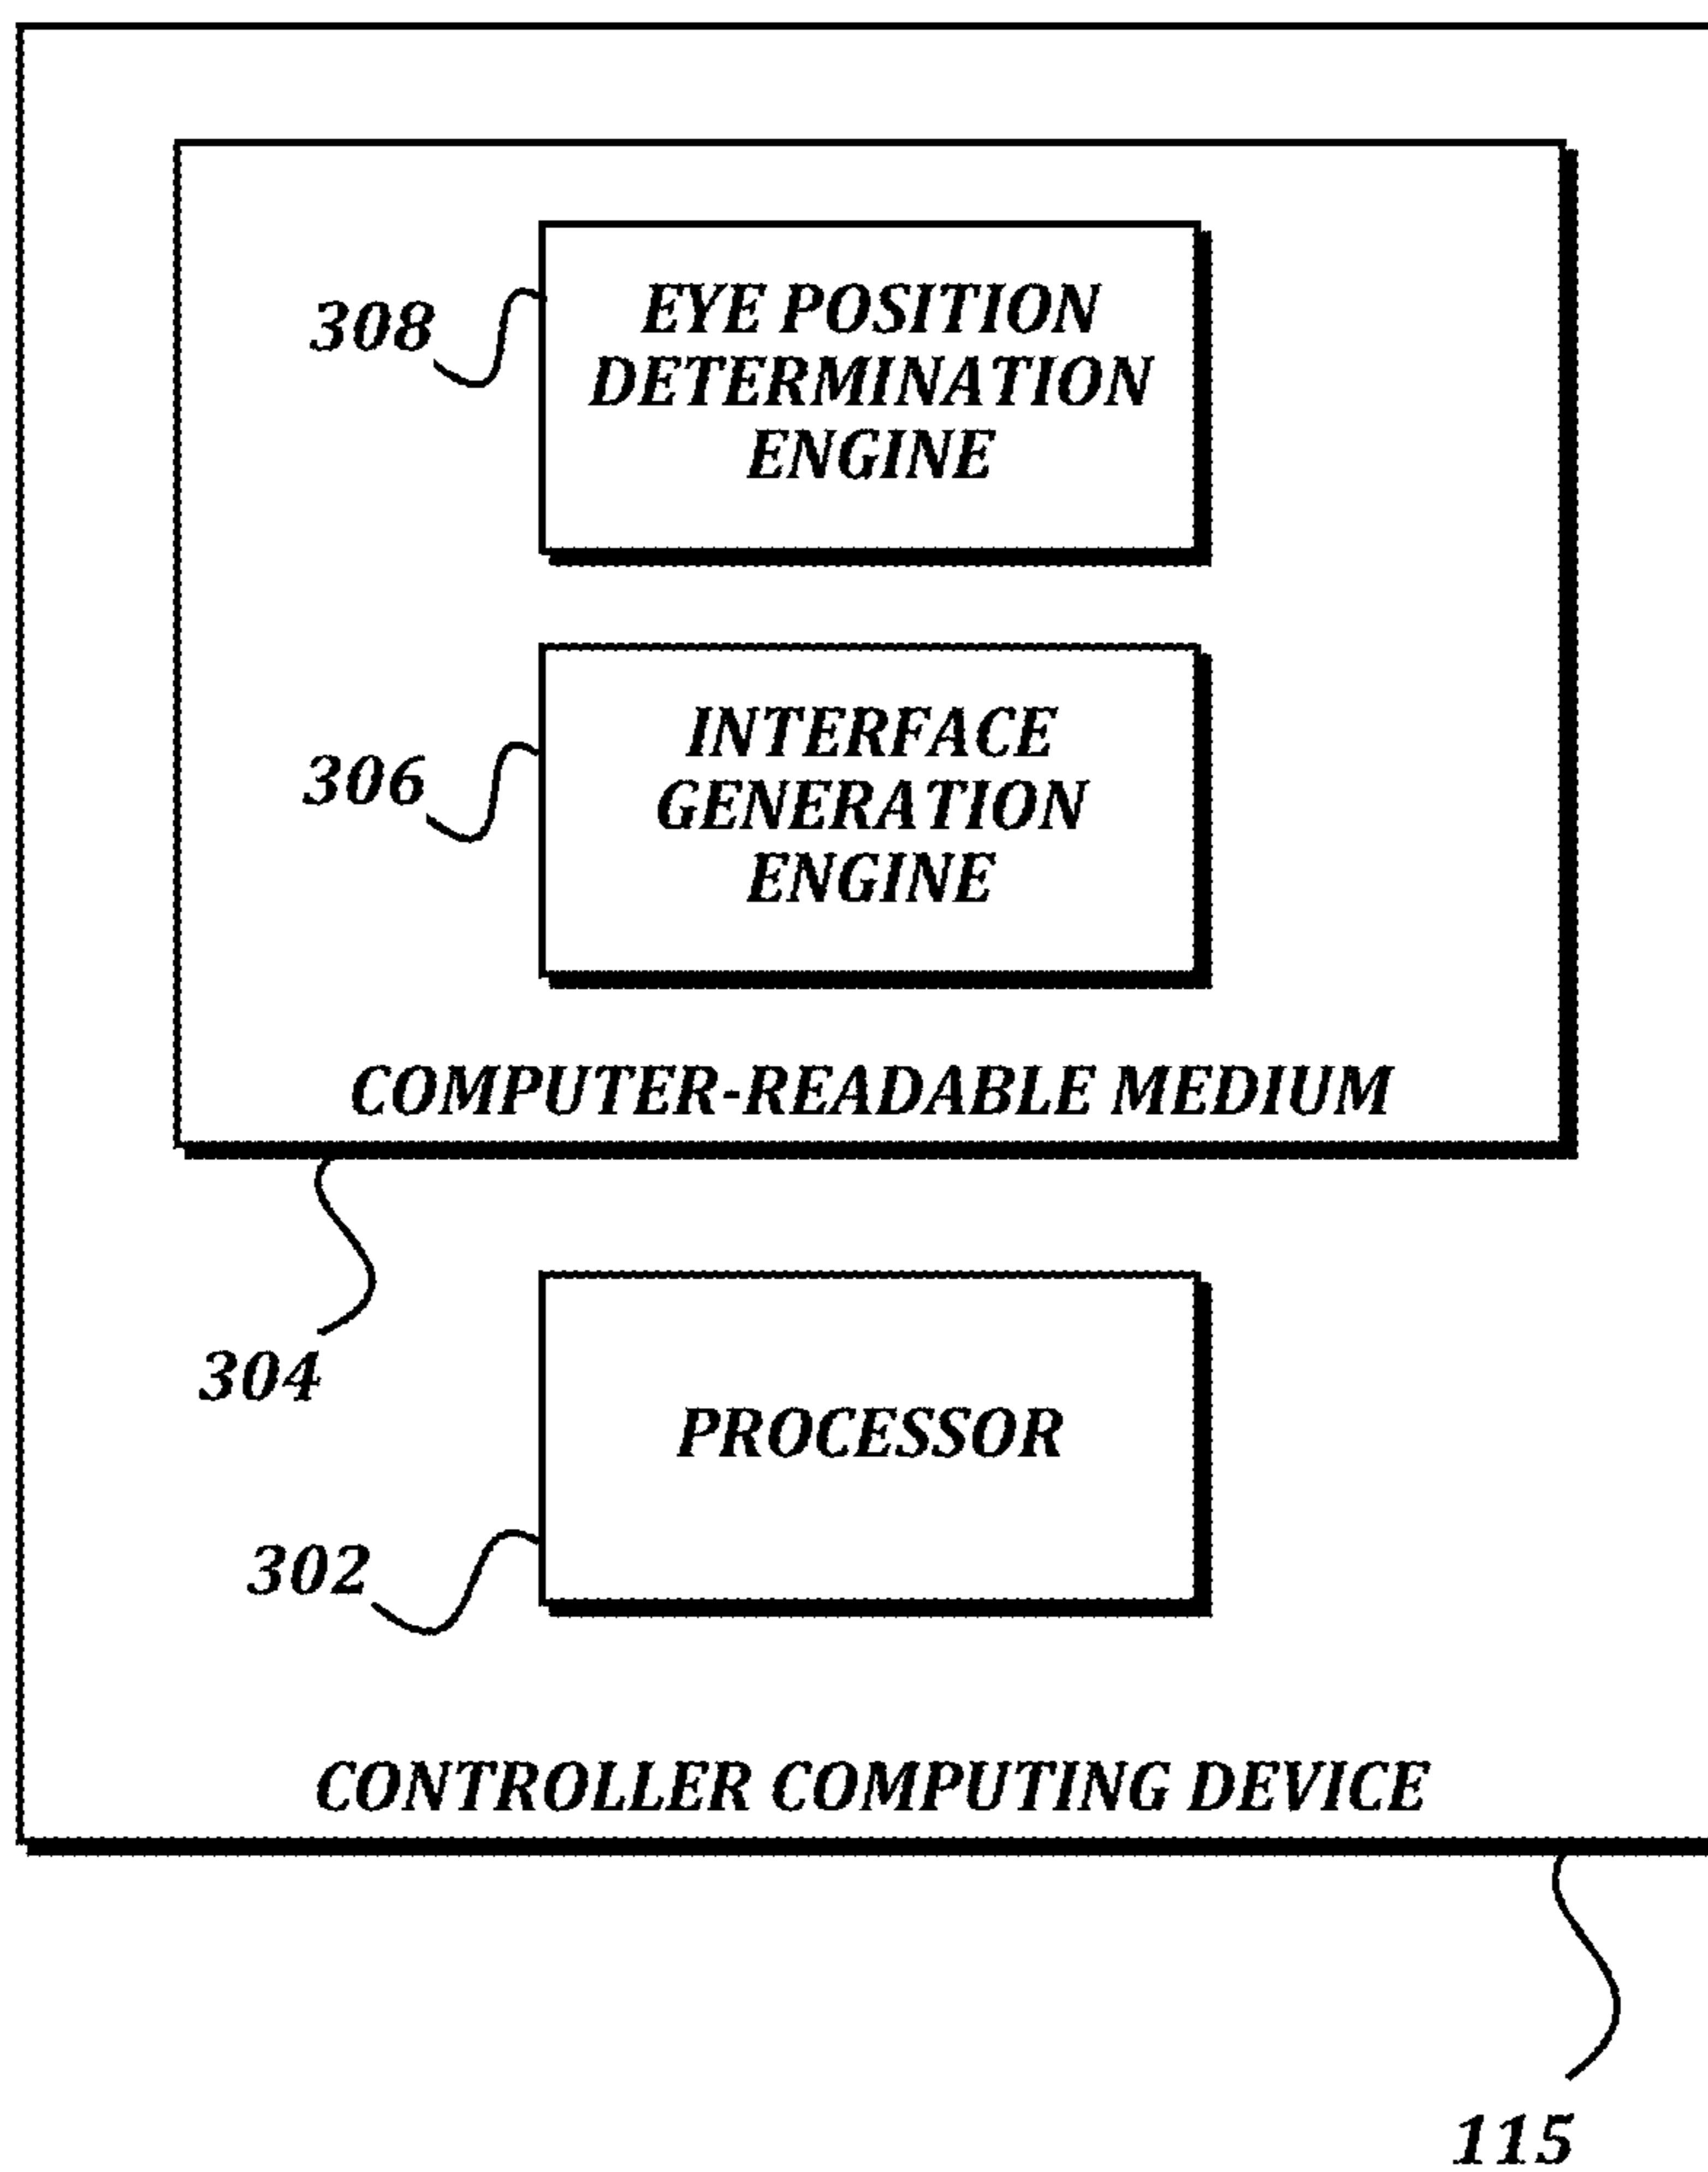 308
EYE POSITION
DETERMINATION
ENGINE
306
INTERFACE
GENERATION
ENGINE
COMPUTER-READABLE MEDIUM
304
PROCESSOR
302
CONTROLLER COMPUTING DEVICE
115